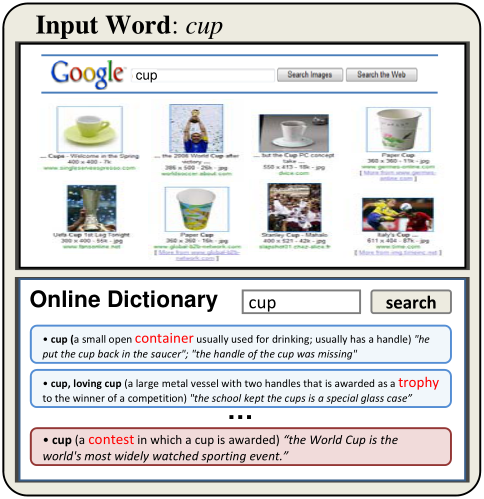 Input Word: cup
Google cup Search Images Search the Web
... Cups - Welcome in the Spring
400 x 400 - 7k
www.singleserveespresso.com
... the 2006 World Cup after
victory ...
386 x 500 - 26k - jpg
worldsoccer.about.com
... but the Cup PC concept
take ...
550 x 413 - 18k - jpg
dvice.com
Paper Cup
360 x 360 - 11k - jpg
www.germes-online.com
[ More from www.germes-
online.com ]
Uefa Cup 1st Leg Tonight
300 x 400 - 55k - jpg
www.fansonline.net
Paper Cup
360 x 360 - 16k - jpg
www.global-b2b-network.com
[ More from www.global-b2b-
network.com ]
Stanley Cup - Mahalo
400 x 521 - 42k - jpg
snapshot01.chez-alice.fr
Italy's Cup ...
611 x 404 - 87k - jpg
www.time.com
[ More from img.timeinc.net ]
Online Dictionary cup search
• cup (a small open container usually used for drinking; usually has a handle) "he
put the cup back in the saucer"; "the handle of the cup was missing"
• cup, loving cup (a large metal vessel with two handles that is awarded as a trophy
to the winner of a competition) "the school kept the cups is a special glass case”
...
• cup (a contest in which a cup is awarded) “the World Cup is the
world's most widely watched sporting event.”